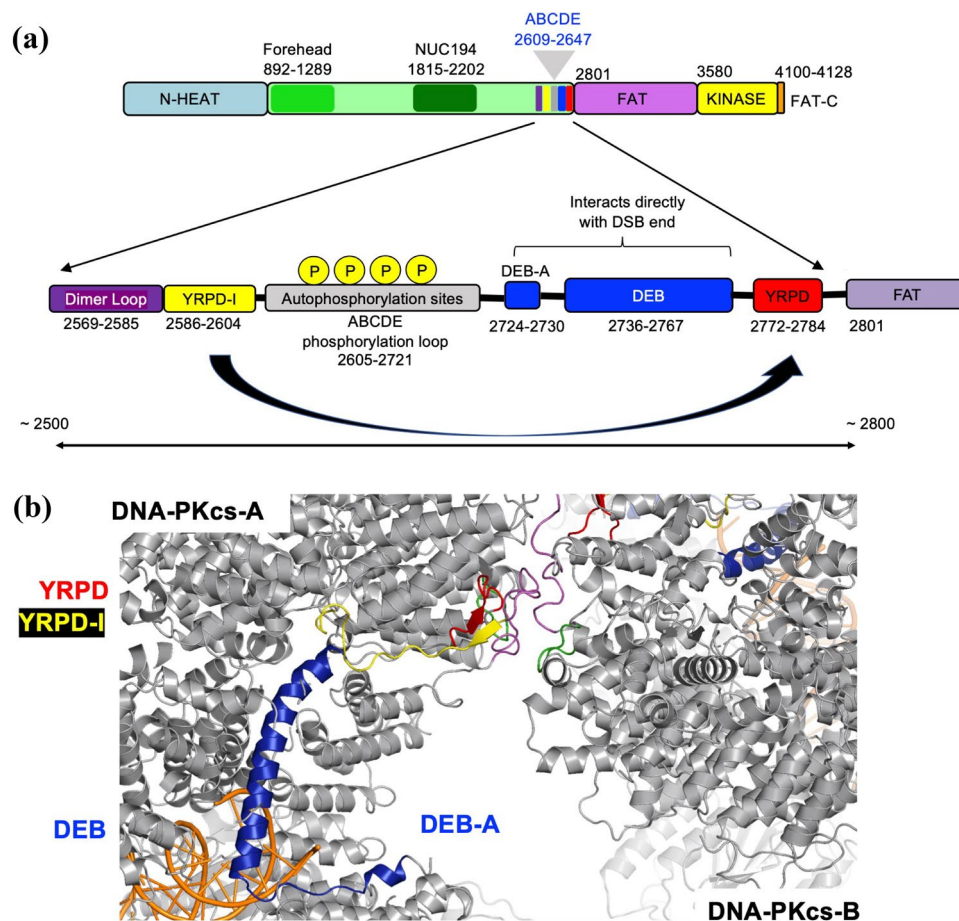 (a)
ABCDE
2609-2647
Forehead
892-1289
NUC194
1815-2202
2801
3580
4100-4128
N-HEAT
FAT
KINASE
FAT-C
Interacts directly
with DSB end
P P P P
DEB-A
Dimer Loop
YRPD-I
Autophosphorylation sites
DEB
YRPD
FAT
2569-2585
2586-2604
ABCDE
phosphorylation loop
2605-2721
2724-2730
2736-2767
2772-2784
2801
~ 2500
~ 2800
(b)
DNA-PKcs-A
YRPD
YRPD-I
DEB
DEB-A
DNA-PKcs-B